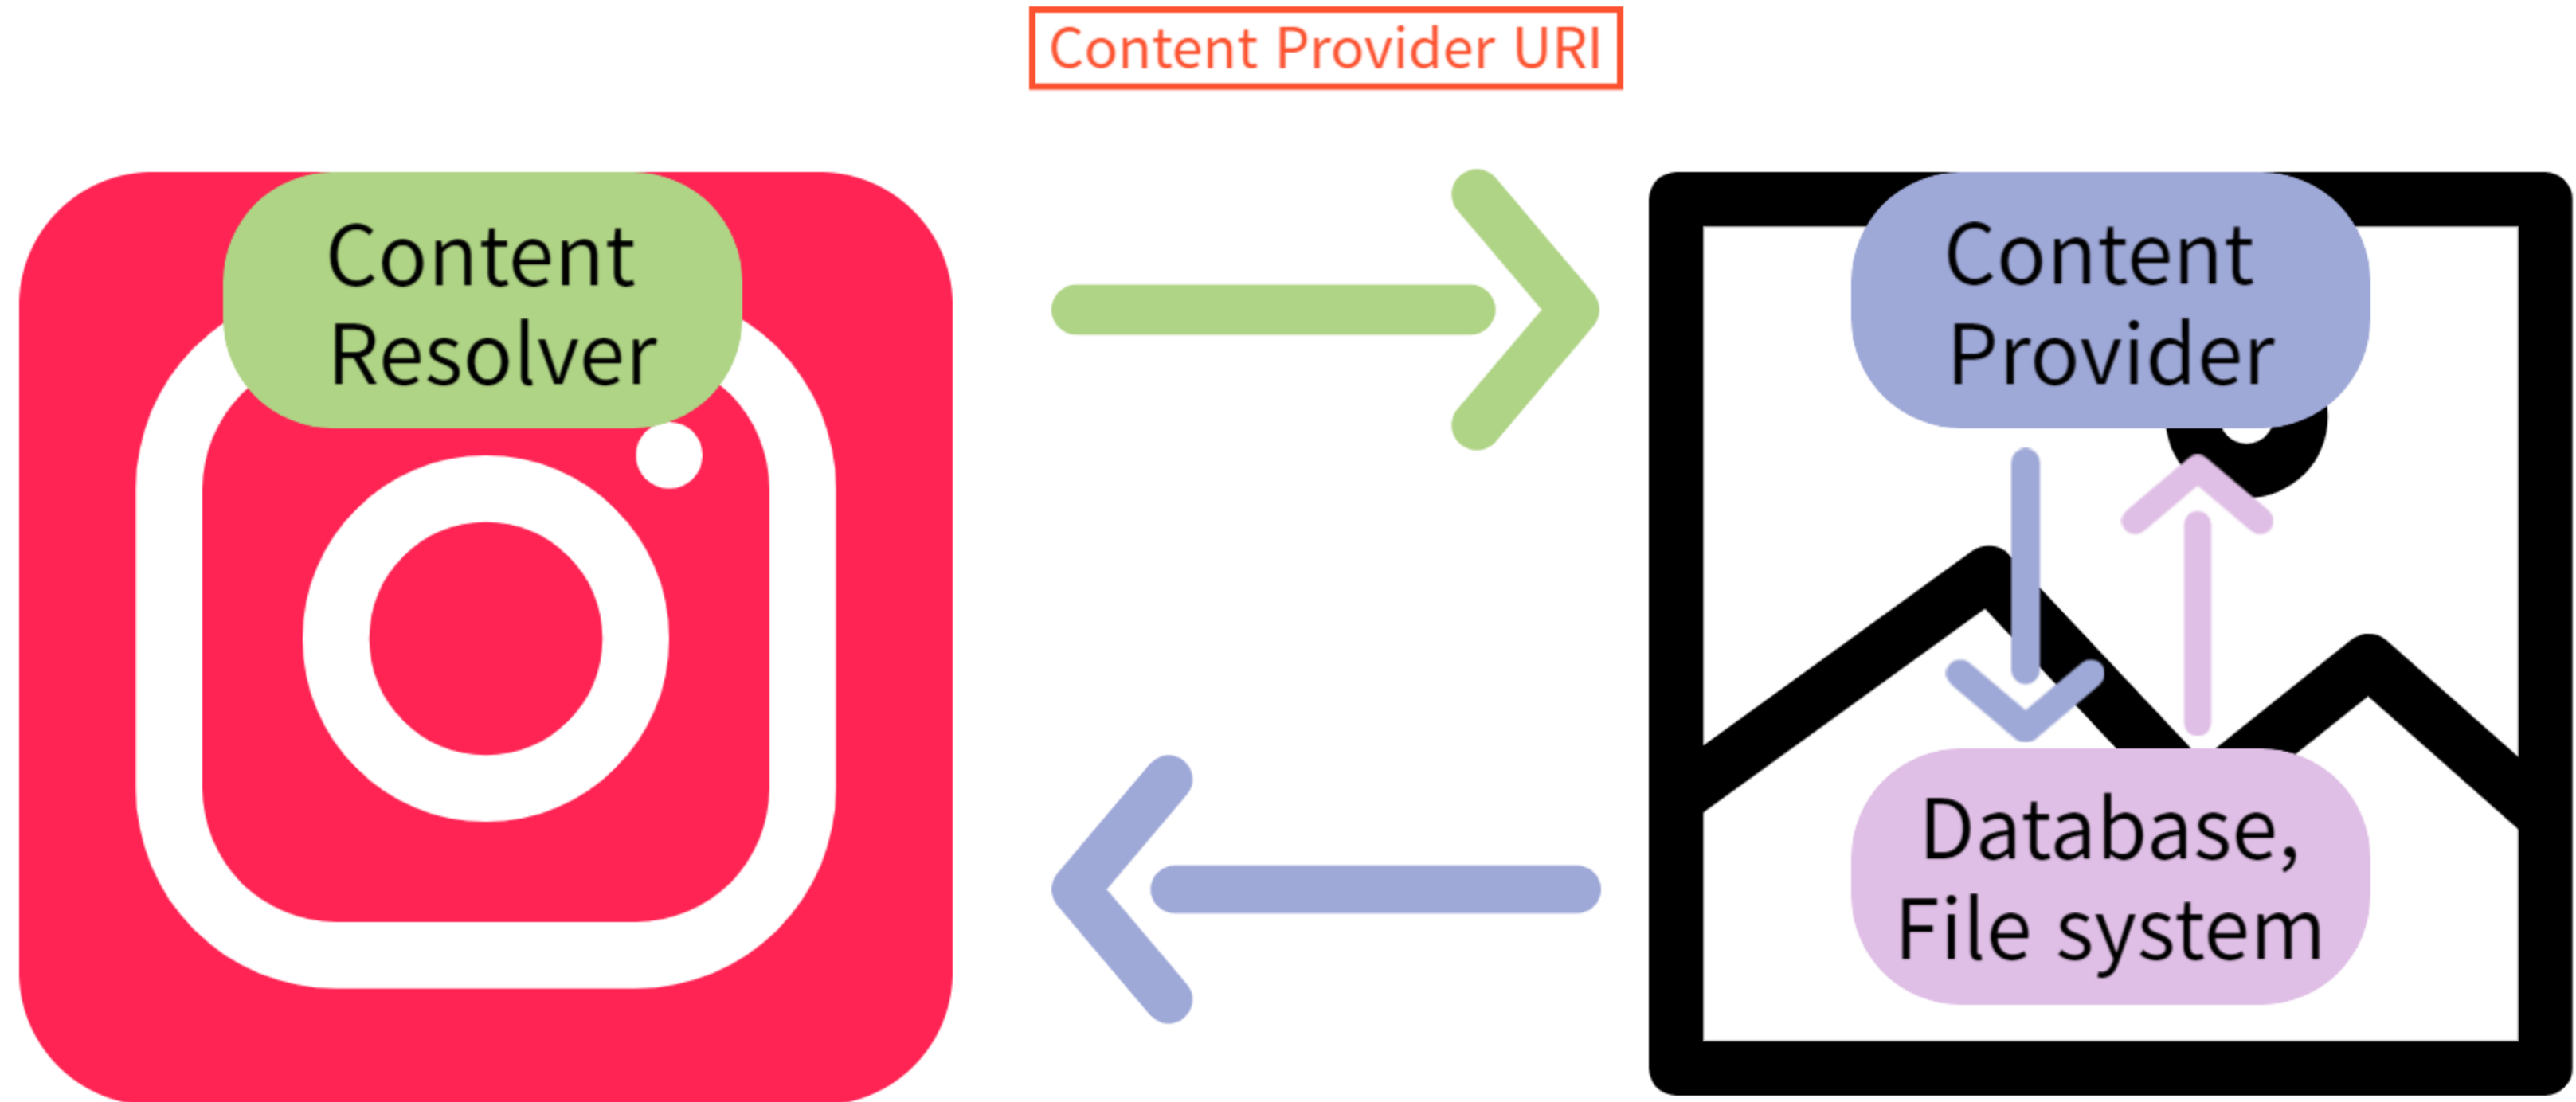 Content Provider URI
Content
Resolver
Content
Provider
Database,
File system